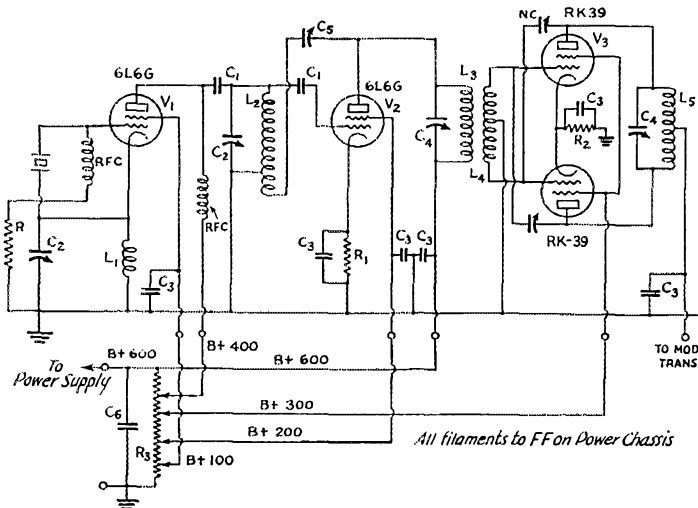 NC
RK39
C5
V3
6L6G
C1
C1
6L6G
L3
L5
V1
L2
V2
C3
C4
RFC
C2
C4
R2
L4
R
RFC
C2
L1
C3
C3
R1
C3
C3
RK-39
C3
B+ 400
B+ 600
B+ 600
TO MOD
TRANS
To
Power Supply
B+ 300
C6
B+ 200
All filaments to FF on Power Chassis
R3
B+ 100